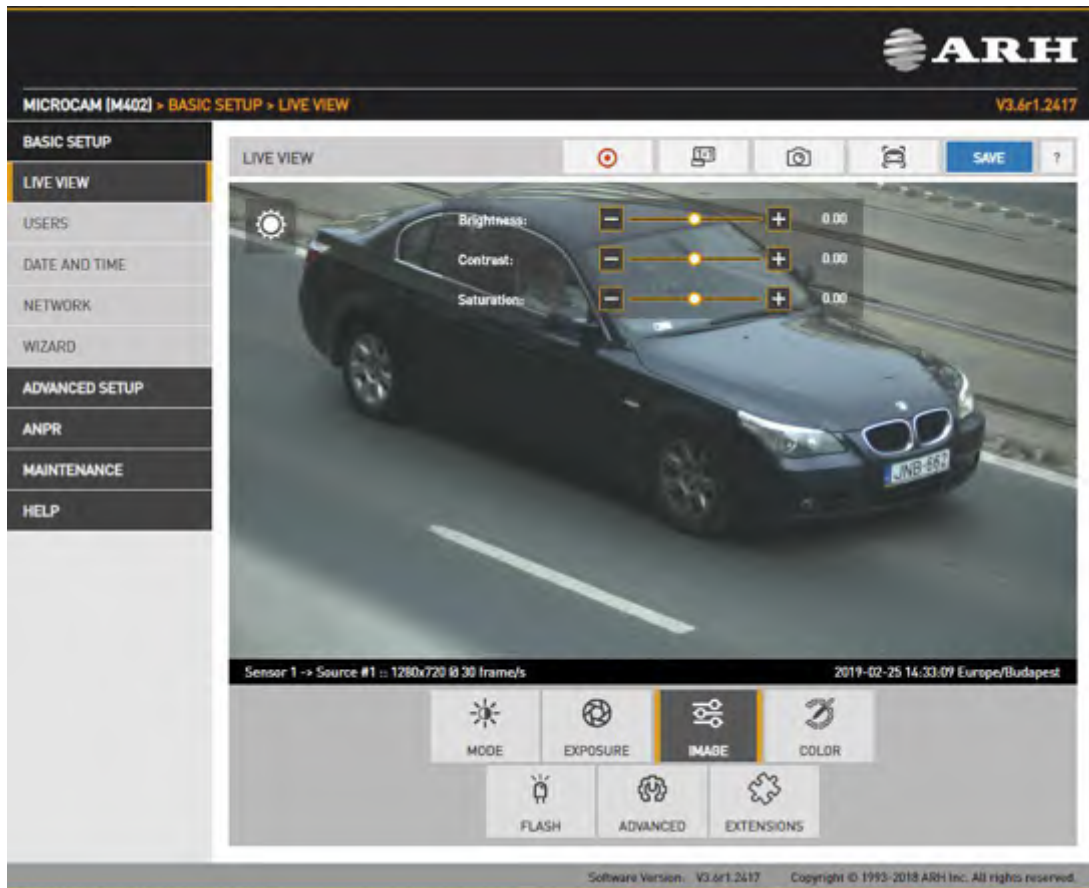 ARH
MICROCAM (M402) > BASIC SETUP > LIVE VIEW
V3.6r1.2417
BASIC SETUP
LIVE VIEW
USERS
DATE AND TIME
NETWORK
WIZARD
ADVANCED SETUP
ANPR
MAINTENANCE
HELP
LIVE VIEW
SAVE
?
Brightness: 0.00
Contrast: 0.00
Saturation: 0.00
JNB-662
Sensor 1 -> Source #1 :: 1280x720 @ 30 frame/s
2019-02-25 14:33:09 Europe/Budapest
MODE
EXPOSURE
IMAGE
COLOR
FLASH
ADVANCED
EXTENSIONS
Software Version: V3.6r1.2417
Copyright © 1993-2018 ARH Inc. All rights reserved.